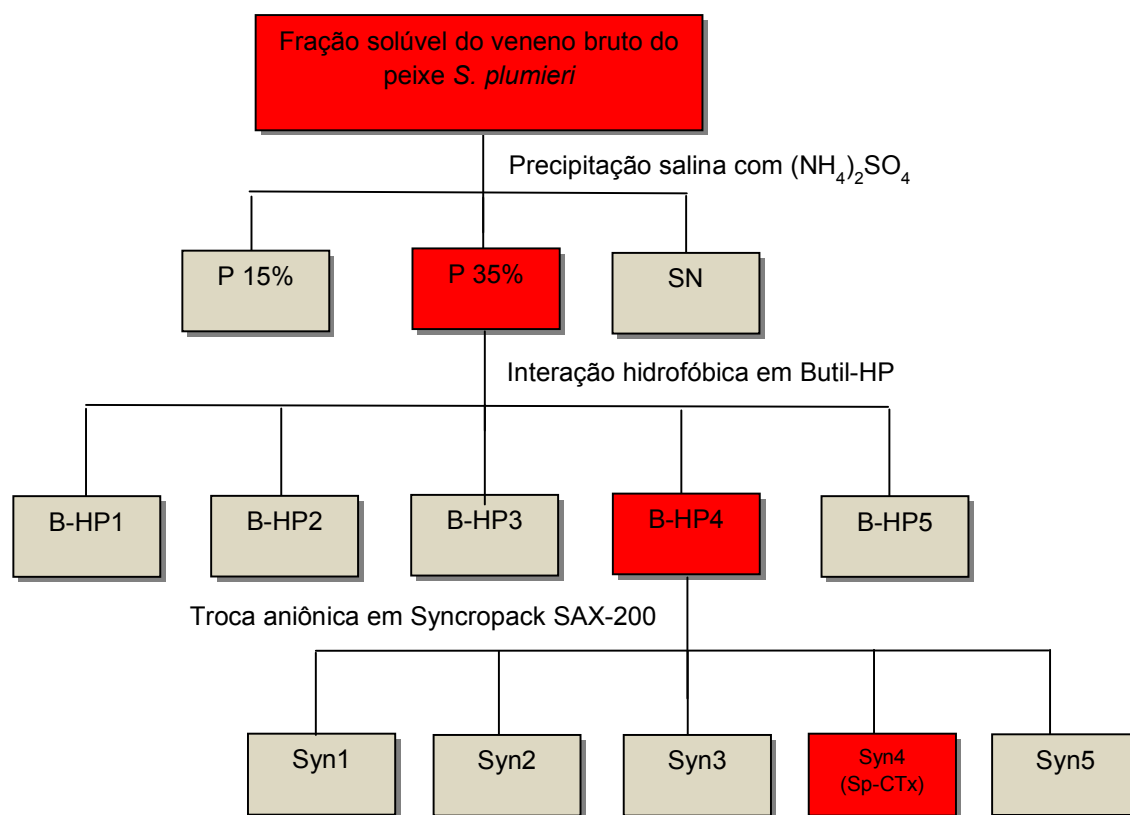 Fração solúvel do veneno bruto do
peixe S. plumieri
Precipitação salina com (NH4)2SO4
P 15%
P 35%
SN
Interação hidrofóbica em Butil-HP
B-HP1
B-HP2
B-HP3
B-HP4
B-HP5
Troca aniônica em Syncropack SAX-200
Syn1
Syn2
Syn3
Syn4
(Sp-CTx)
Syn5